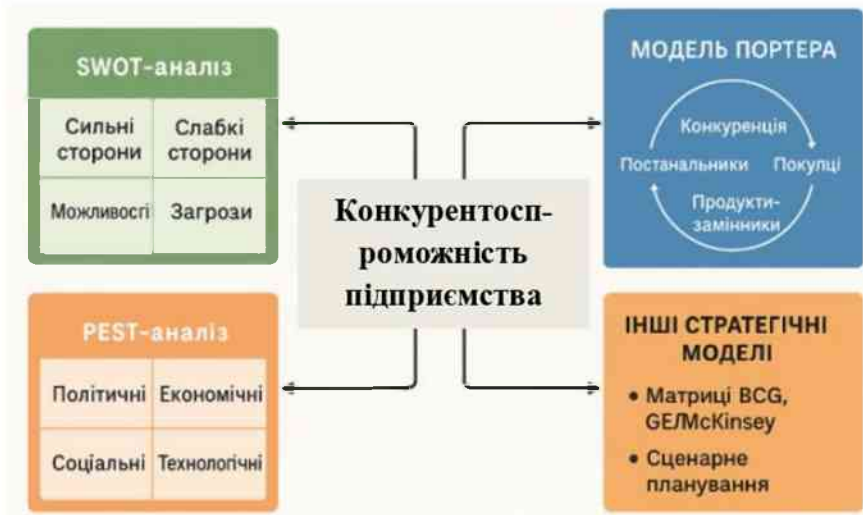 SWOT-аналіз
Сильні
сторони
Слабкі
сторони
Можливості
Загрози
МОДЕЛЬ ПОРТЕРА
Конкуренція
Постанальники
Покупці
Продукти-
замінники
Конкурентосп-
роможність
підприємства
PEST-аналіз
Політичні
Економічні
Соціальні
Технологічні
ІНШІ СТРАТЕГІЧНІ
МОДЕЛІ
• Матриці BCG,
GE/McKinsey
• Сценарне
планування